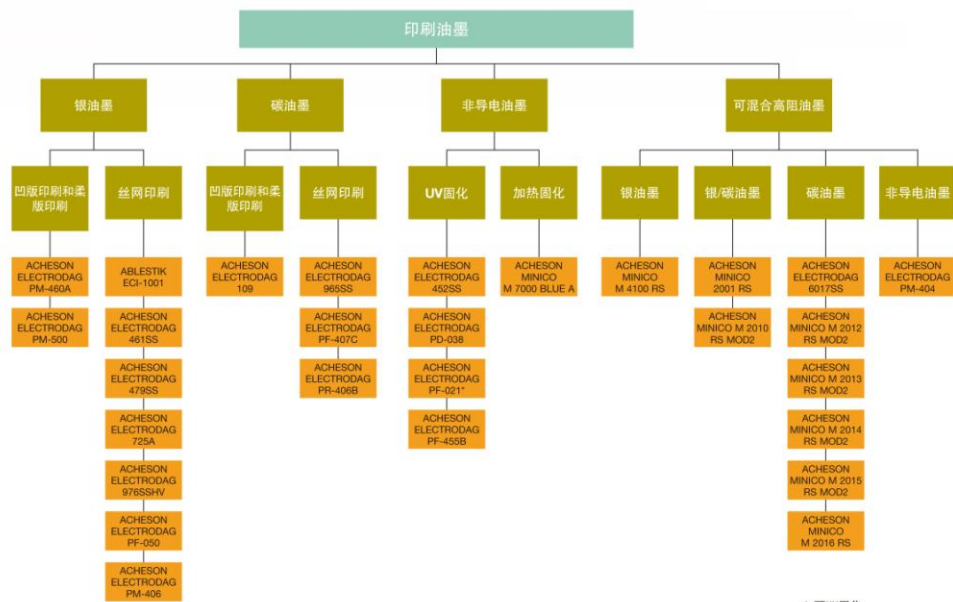 印刷油墨
银油墨
碳油墨
非导电油墨
可混合高阻油墨
凹版印刷和柔
版印刷
丝网印刷
凹版印刷和柔
版印刷
丝网印刷
UV固化
加热固化
银油墨
银/碳油墨
碳油墨
非导电油墨
ACHESON
ELECTRODAG
PM-460A
ACHESON
ELECTRODAG
PM-500
ABLESTIK
ECI-1001
ACHESON
ELECTRODAG
461SS
ACHESON
ELECTRODAG
479SS
ACHESON
ELECTRODAG
725A
ACHESON
ELECTRODAG
976SSHV
ACHESON
ELECTRODAG
PF-050
ACHESON
ELECTRODAG
PM-406
ACHESON
ELECTRODAG
109
ACHESON
ELECTRODAG
965SS
ACHESON
ELECTRODAG
PF-407C
ACHESON
ELECTRODAG
PR-406B
ACHESON
ELECTRODAG
452SS
ACHESON
ELECTRODAG
PD-038
ACHESON
ELECTRODAG
PF-021*
ACHESON
ELECTRODAG
PF-455B
ACHESON
MINICO
M 7000 BLUE A
ACHESON
MINICO
M 4100 RS
ACHESON
MINICO
2001 RS
ACHESON
MINICO M 2010
RS MOD2
ACHESON
ELECTRODAG
6017SS
ACHESON
MINICO M 2012
RS MOD2
ACHESON
MINICO M 2013
RS MOD2
ACHESON
MINICO M 2014
RS MOD2
ACHESON
MINICO M 2015
RS MOD2
ACHESON
MINICO
M 2016 RS
ACHESON
ELECTRODAG
PM-404